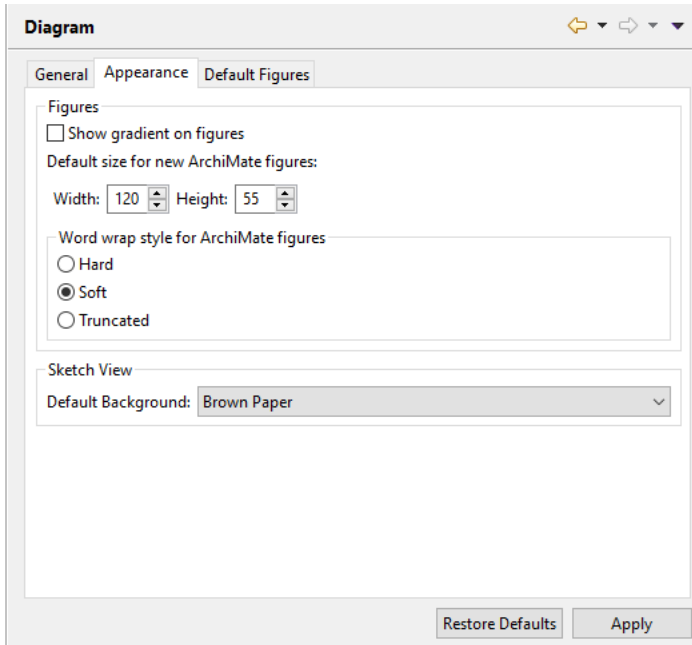 Diagram
General Appearance Default Figures
Figures
Show gradient on figures
Default size for new ArchiMate figures:
Width: 120 Height: 55
Word wrap style for ArchiMate figures
Hard
Soft
Truncated
Sketch View
Default Background: Brown Paper
Restore Defaults Apply